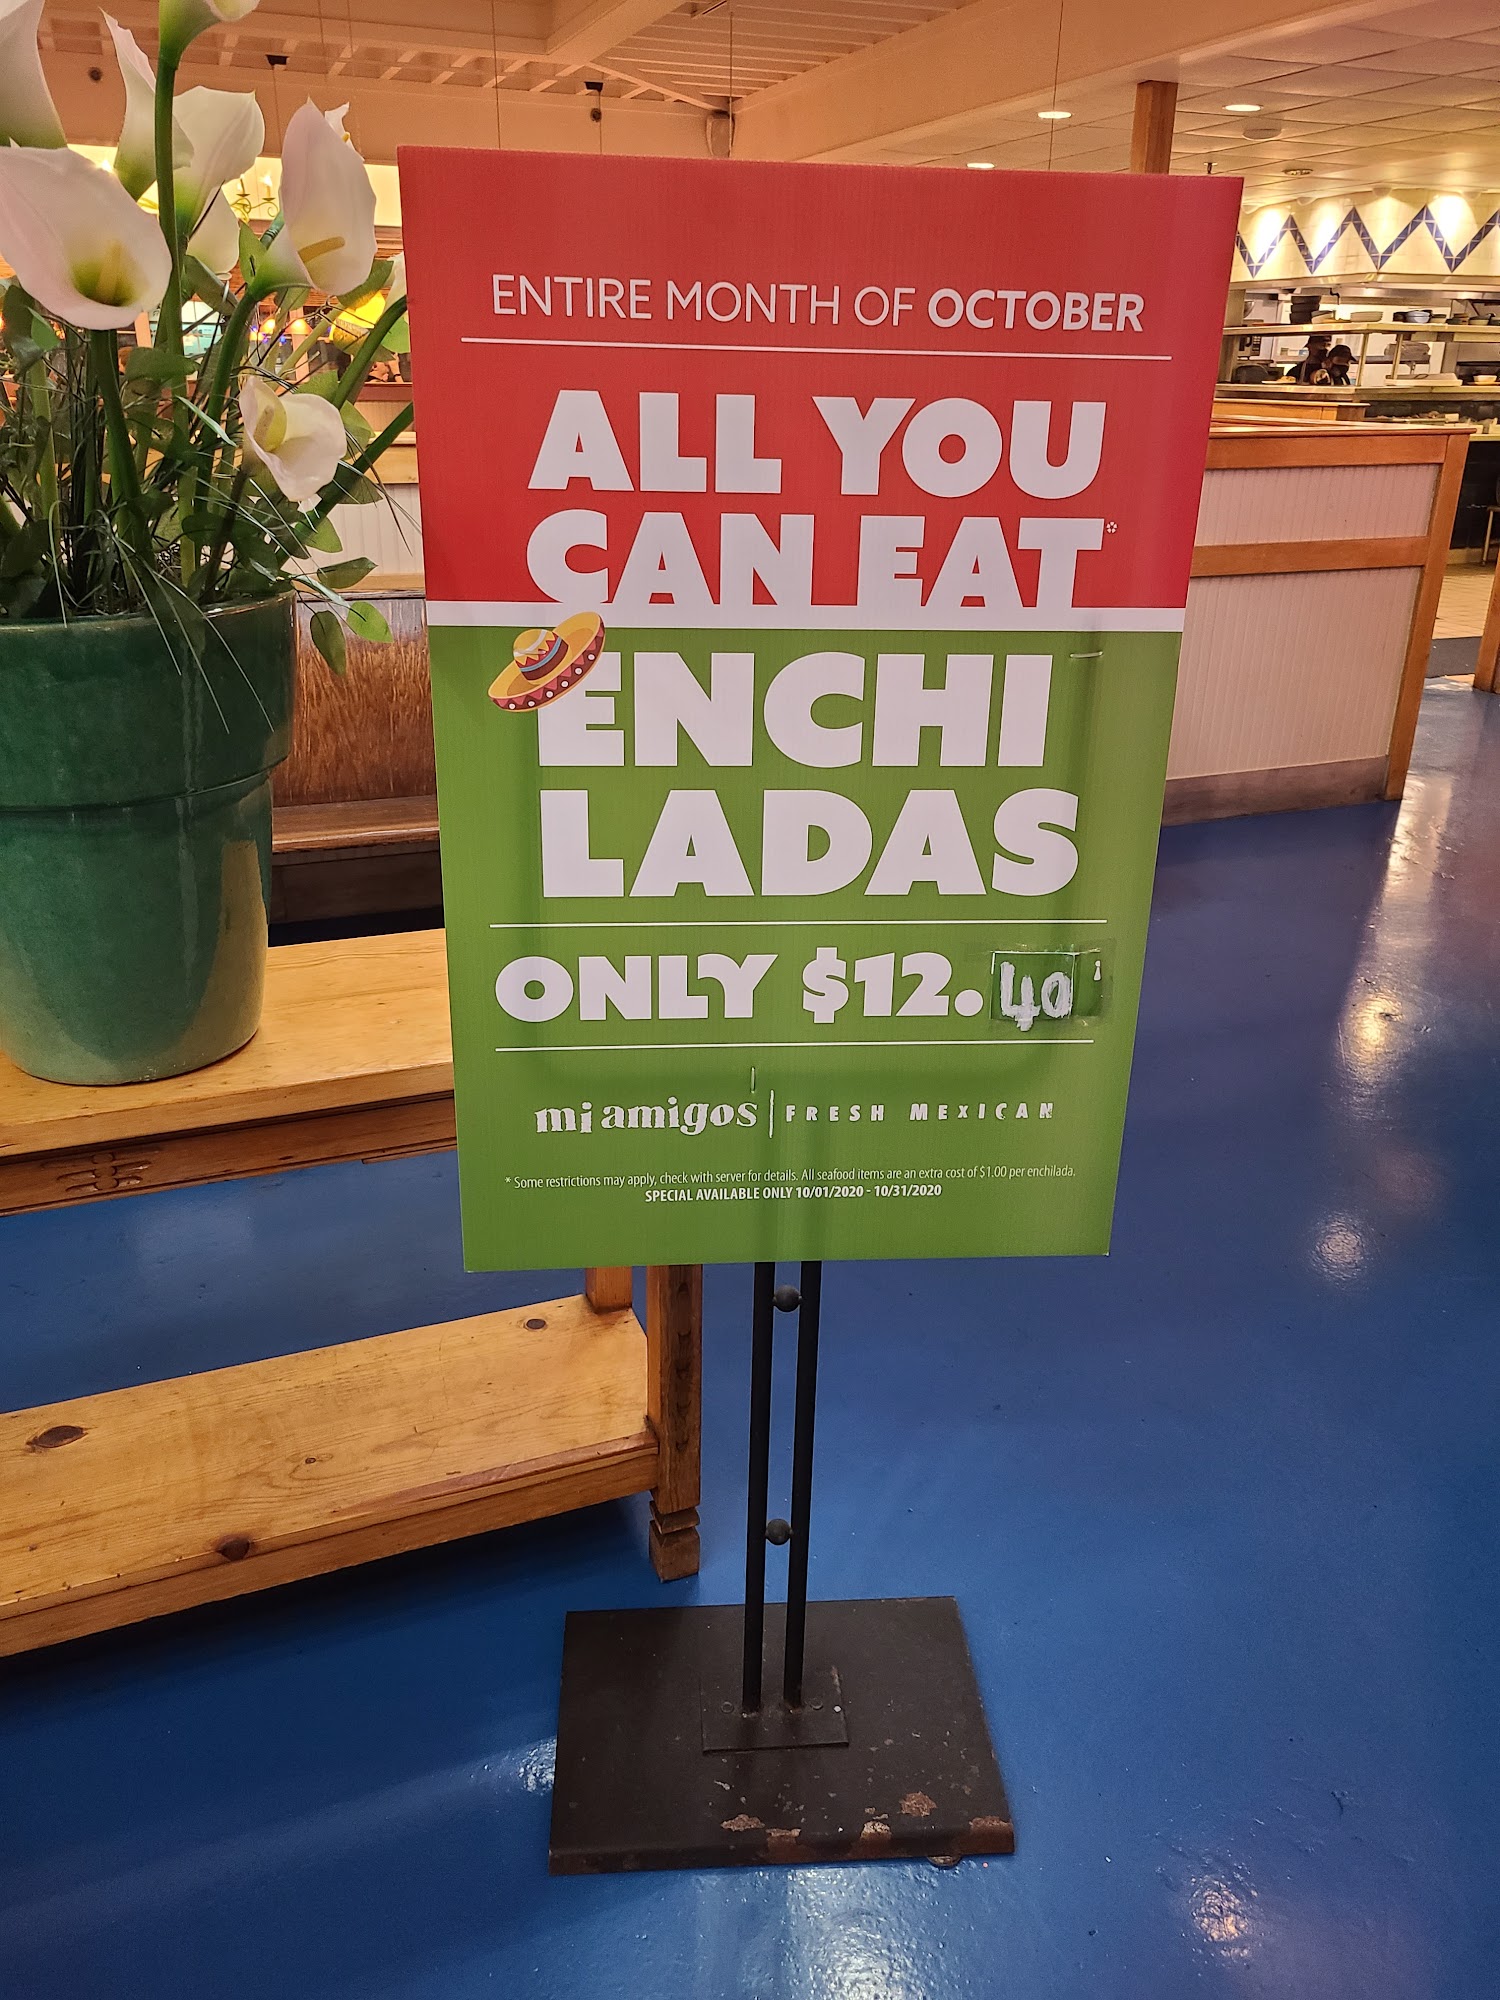 ENTIRE MONTH OF OCTOBER
ALL YOU
CAN EAT*
ENCHI
LADAS
ONLY $12.40
mi amigos | FRESH MEXICAN
* Some restrictions may apply, check with server for details. All seafood items are an extra cost of $1.00 per enchilada.
SPECIAL AVAILABLE ONLY 10/01/2020 - 10/31/2020